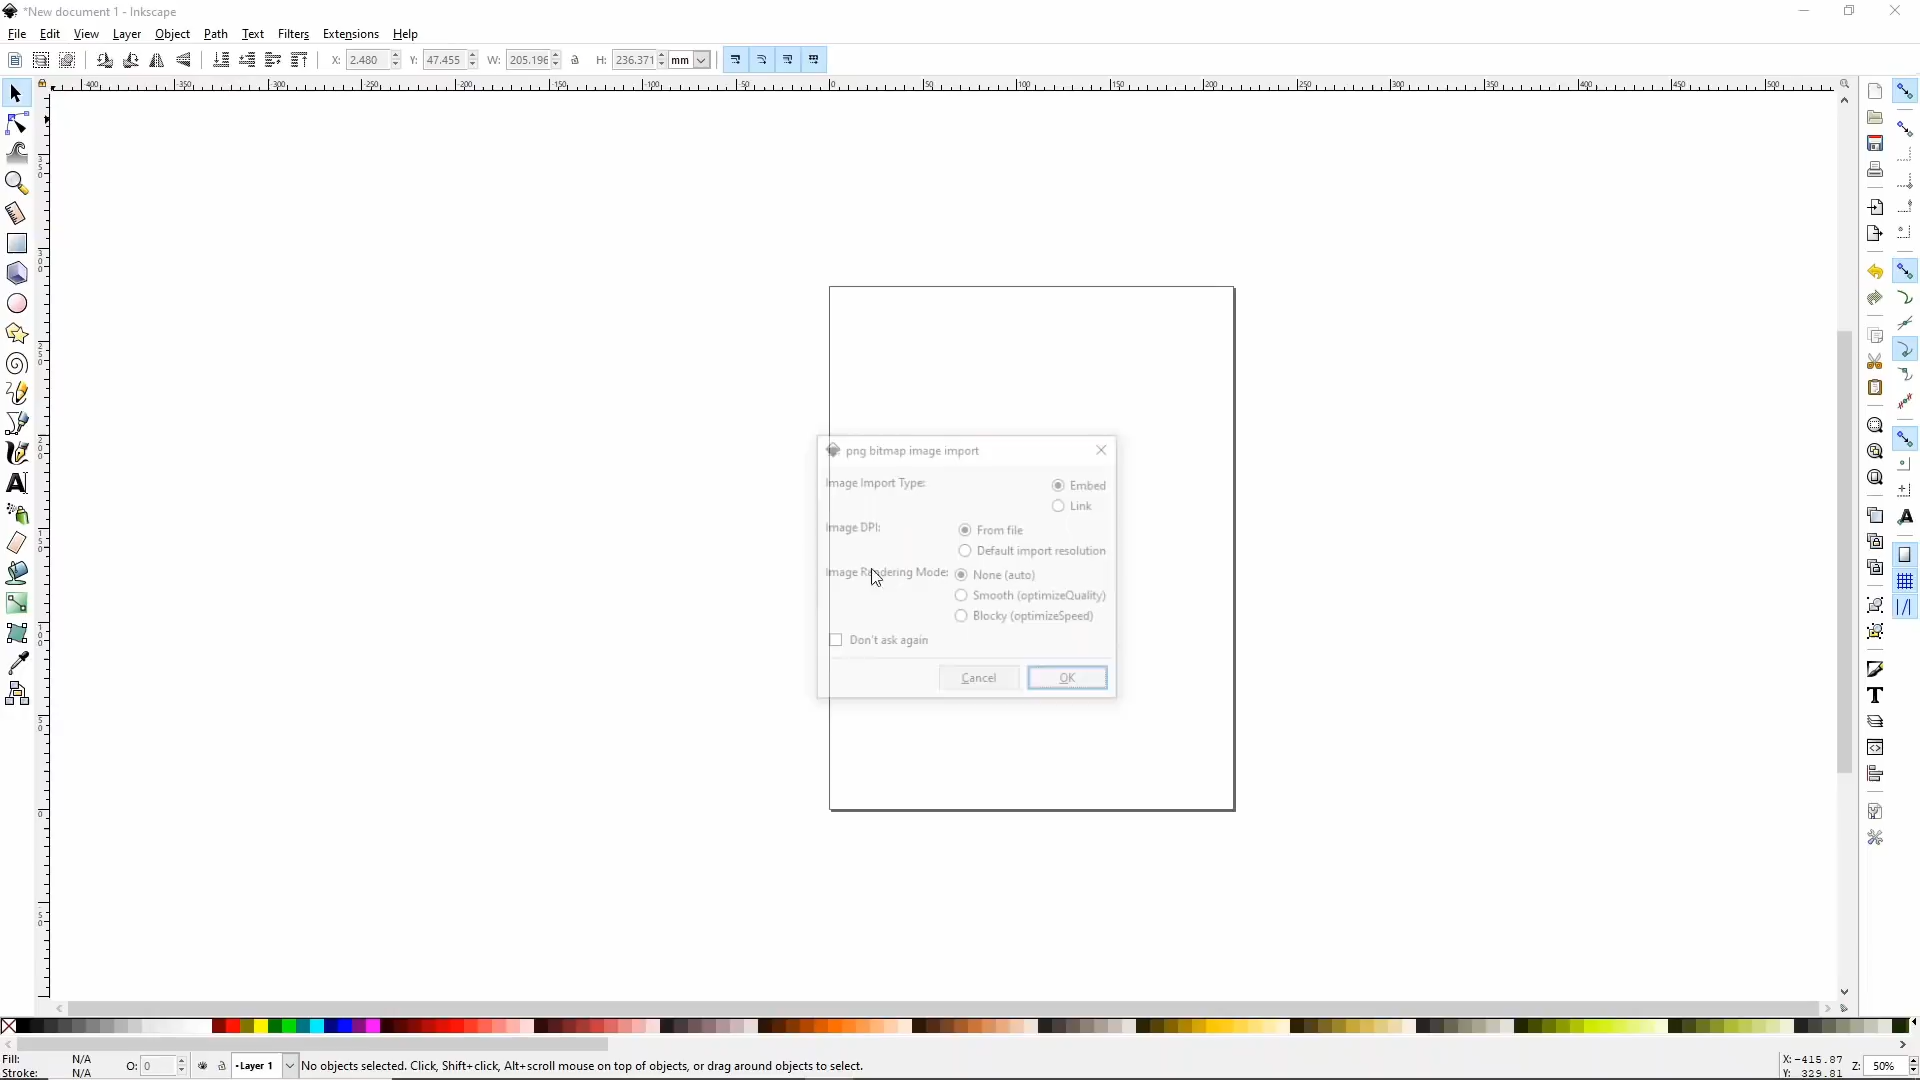 *New document 1 - Inkscape
File Edit View Layer Object Path Text Filters Extensions Help
X: 2.480 Y: 47.455 W: 205.196 H: 236.371 mm
png bitmap image import
Image Import Type: Embed
Link
Image DPI: From file
Default import resolution
Image Rendering Mode: None (auto)
Smooth (optimizeQuality)
Blocky (optimizeSpeed)
Don't ask again
Cancel OK
Fill: N/A
Stroke: N/A
O: 0
•Layer 1
No objects selected. Click, Shift+click, Alt+scroll mouse on top of objects, or drag around objects to select.
X: -415.87
Y: 329.81
Z: 50%